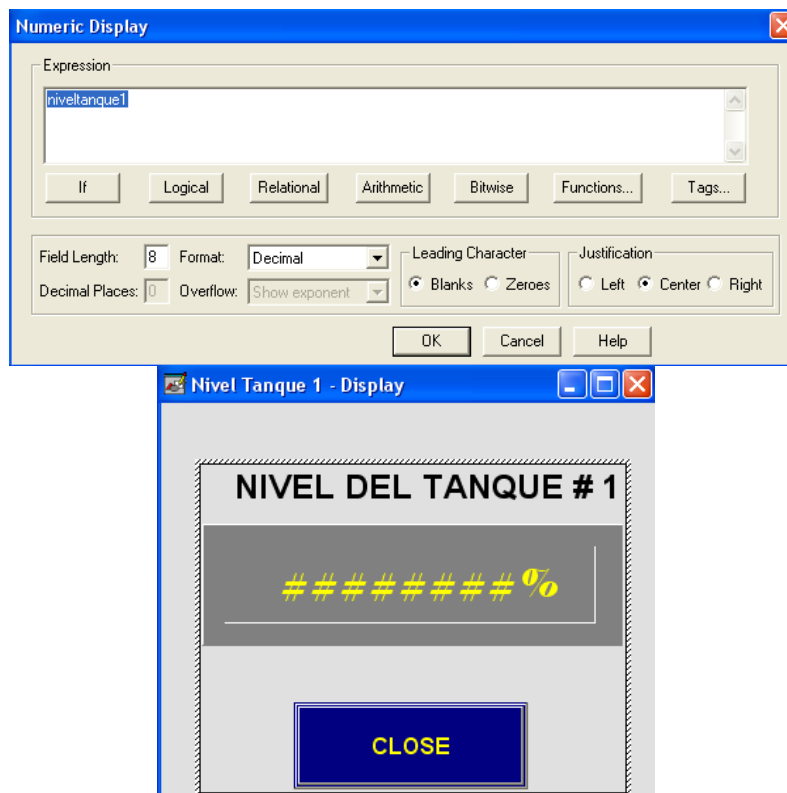 Numeric Display
Expression
niveltanque1
If Logical Relational Arithmetic Bitwise Functions... Tags...
Field Length: 8 Format: Decimal Leading Character Justification
Blanks Zeroes Left Center Right
Decimal Places: 0 Overflow: Show exponent
OK Cancel Help
Nivel Tanque 1 - Display
NIVEL DEL TANQUE # 1
########%
CLOSE